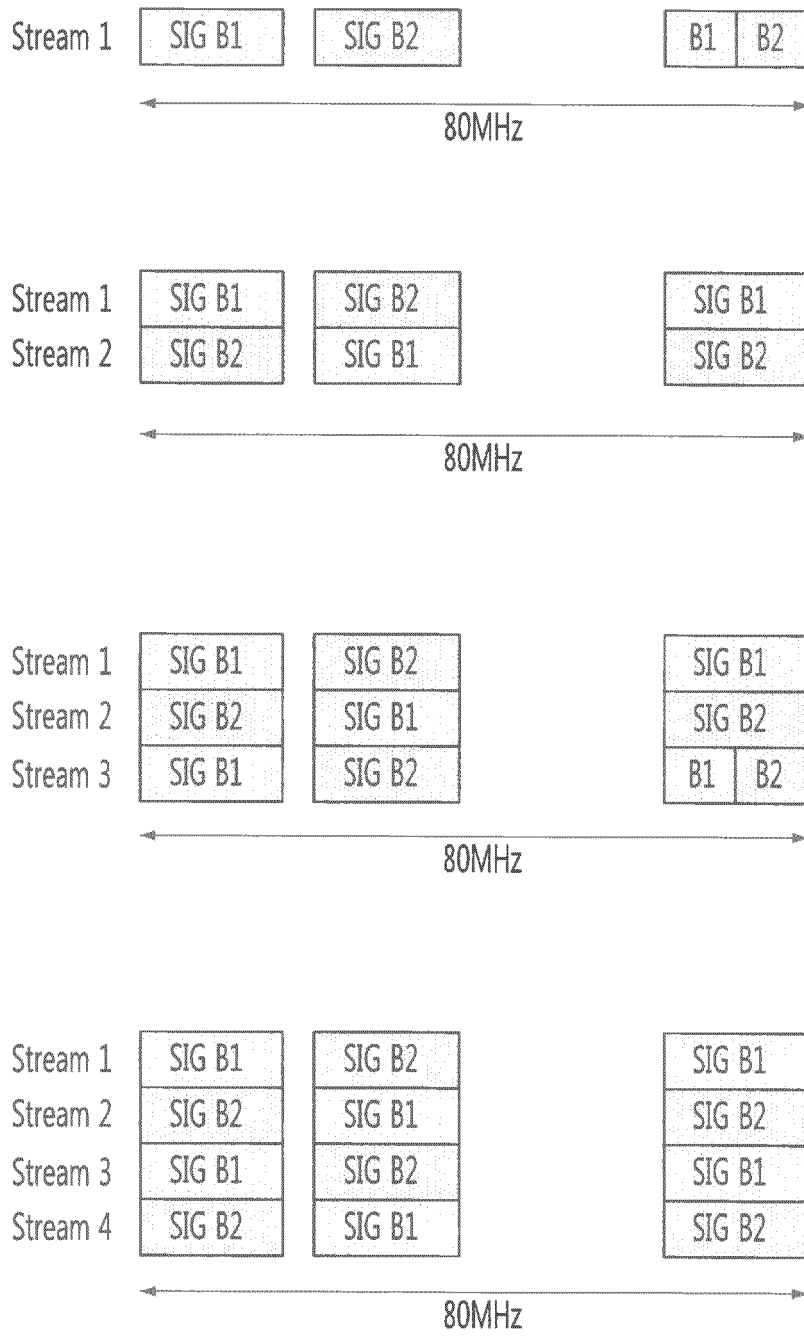 Stream 1 SIG B1 SIG B2 B1 B2
80MHz
Stream 1 SIG B1 SIG B2 SIG B1
Stream 2 SIG B2 SIG B1 SIG B2
80MHz
Stream 1 SIG B1 SIG B2 SIG B1
Stream 2 SIG B2 SIG B1 SIG B2
Stream 3 SIG B1 SIG B2 B1 B2
80MHz
Stream 1 SIG B1 SIG B2 SIG B1
Stream 2 SIG B2 SIG B1 SIG B2
Stream 3 SIG B1 SIG B2 SIG B1
Stream 4 SIG B2 SIG B1 SIG B2
80MHz